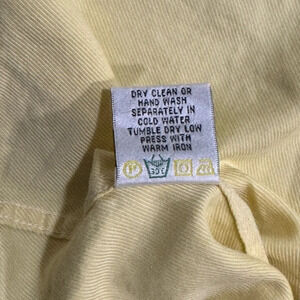 DRY CLEAN OR
HAND WASH
SEPARATELY IN
COLD WATER
TUMBLE DRY LOW
PRESS WITH
WARM IRON